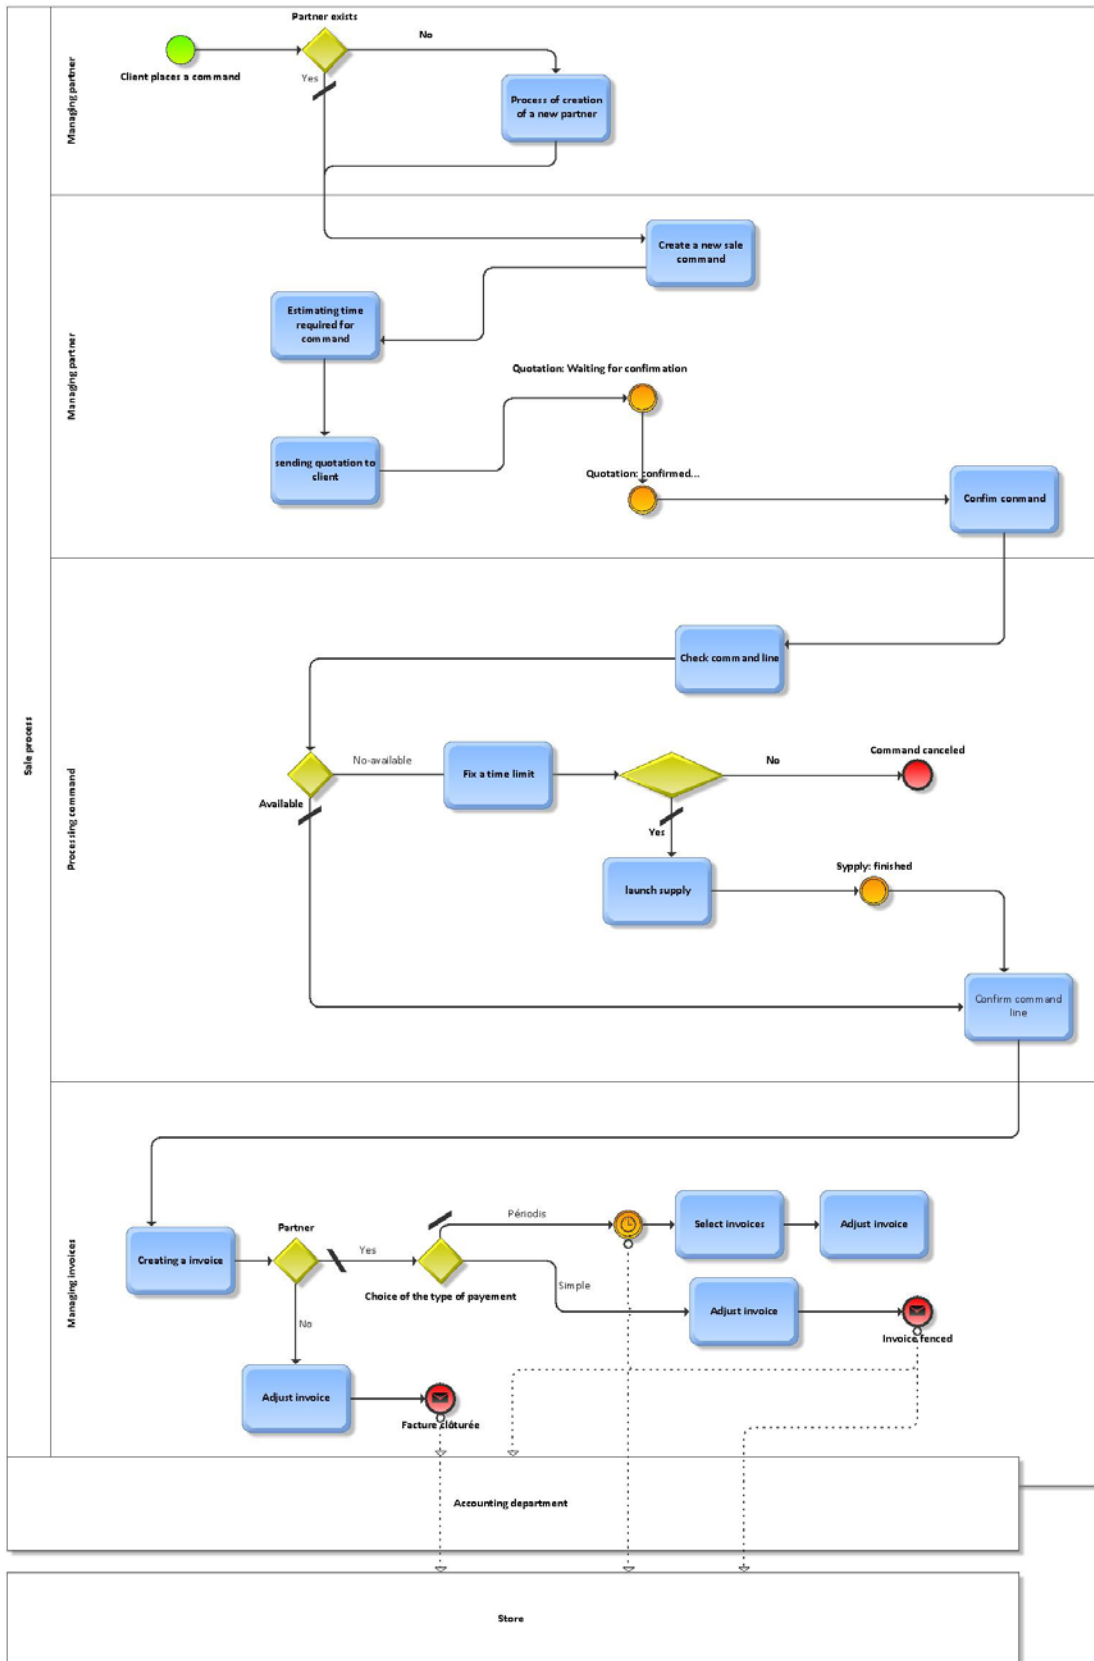 Sale process
Managing partner
Partner exists
No
Client places a command
Yes
Process of creation
of a new partner
Managing partner
Create a new sale
command
Estimating time
required for
command
Quotation: Waiting for confirmation
sending quotation to
client
Quotation: confirmed...
Confim conmand
Processing command
Check command line
No-available
Fix a time limit
No
Command canceled
Available
Yes
launch supply
Sypply: finished
Confirm command
line
Managing invoices
Creating a invoice
Partner
Yes
No
Choice of the type of payement
Périodis
Select invoices
Adjust invoice
Simple
Adjust invoice
Invoice fenced
Adjust invoice
Facture clôturée
Accounting department
Store